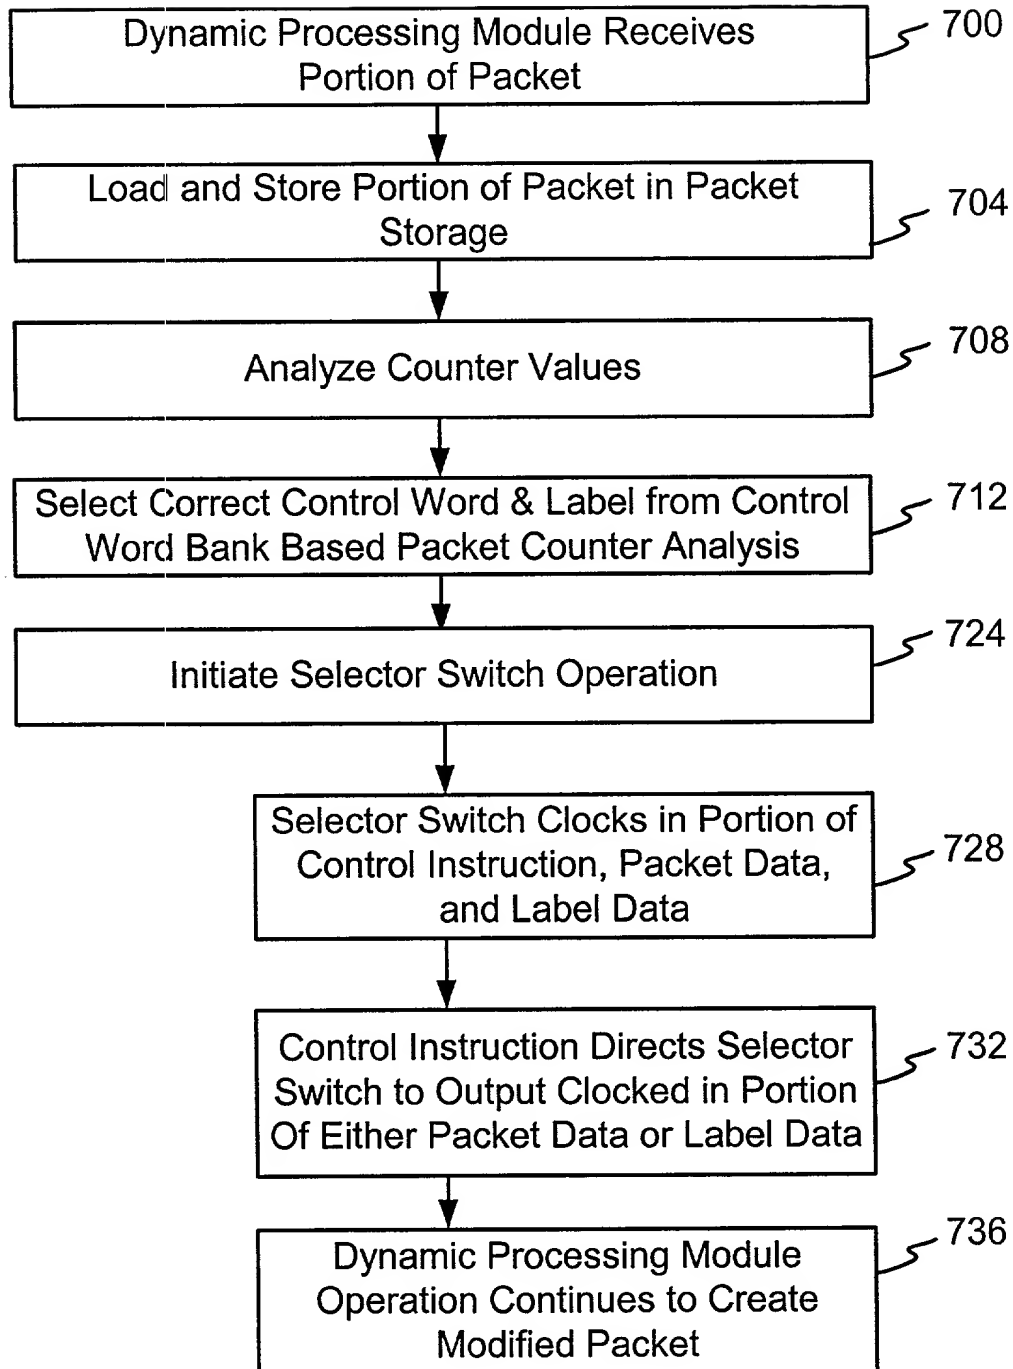 Dynamic Processing Module Receives
Portion of Packet
700
Load and Store Portion of Packet in Packet
Storage
704
Analyze Counter Values
708
Select Correct Control Word & Label from Control
Word Bank Based Packet Counter Analysis
712
Initiate Selector Switch Operation
724
Selector Switch Clocks in Portion of
Control Instruction, Packet Data,
and Label Data
728
Control Instruction Directs Selector
Switch to Output Clocked in Portion
Of Either Packet Data or Label Data
732
Dynamic Processing Module
Operation Continues to Create
Modified Packet
736